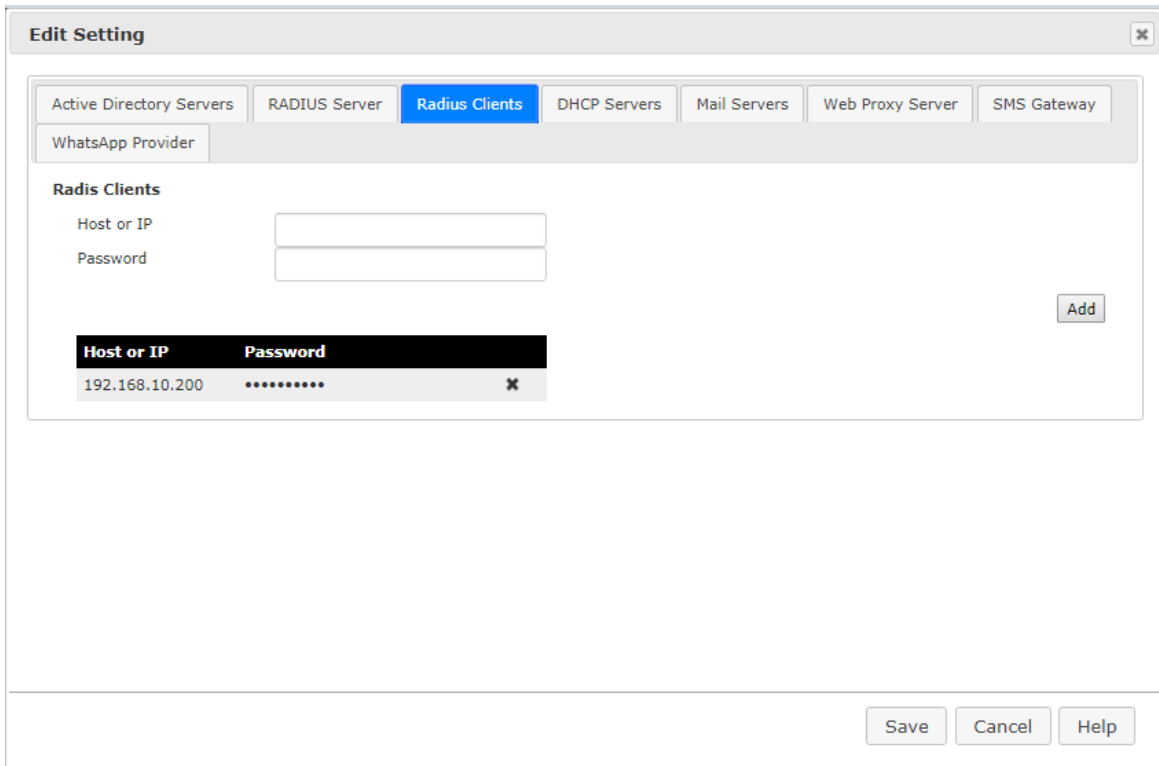 Edit Setting
Active Directory Servers RADIUS Server Radius Clients DHCP Servers Mail Servers Web Proxy Server SMS Gateway
WhatsApp Provider
Radis Clients
Host or IP
Password
Add
Host or IP Password
192.168.10.200 ••••••••••
Save Cancel Help